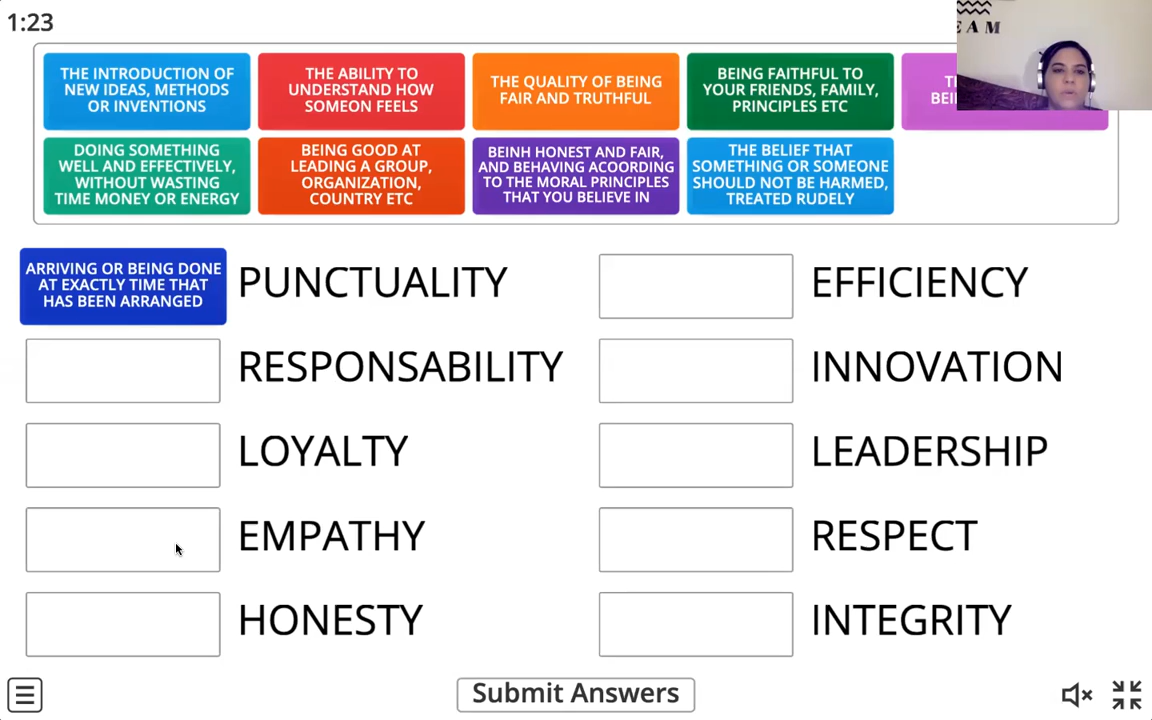 1:23
EAM
THE INTRODUCTION OF
NEW IDEAS, METHODS
OR INVENTIONS
THE ABILITY TO
UNDERSTAND HOW
SOMEON FEELS
THE QUALITY OF BEING
FAIR AND TRUTHFUL
BEING FAITHFUL TO
YOUR FRIENDS, FAMILY,
PRINCIPLES ETC
DOING SOMETHING
WELL AND EFFECTIVELY,
WITHOUT WASTING
TIME MONEY OR ENERGY
BEING GOOD AT
LEADING A GROUP,
ORGANIZATION,
COUNTRY ETC
BEINH HONEST AND FAIR,
AND BEHAVING ACOORDING
TO THE MORAL PRINCIPLES
THAT YOU BELIEVE IN
THE BELIEF THAT
SOMETHING OR SOMEONE
SHOULD NOT BE HARMED,
TREATED RUDELY
ARRIVING OR BEING DONE
AT EXACTLY TIME THAT
HAS BEEN ARRANGED
PUNCTUALITY
EFFICIENCY
RESPONSABILITY
INNOVATION
LOYALTY
LEADERSHIP
EMPATHY
RESPECT
HONESTY
INTEGRITY
Submit Answers